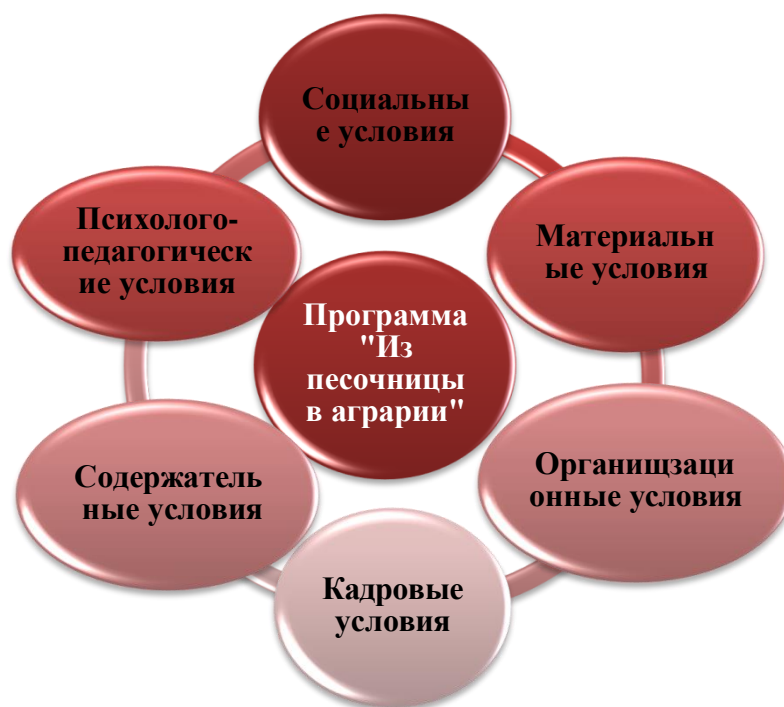 Социальны
е условия
Психолого-
педагогическ
ие условия
Материальн
ые условия
Программа
"Из
песочницы
в аграрии"
Содержатель
ные условия
Органищзаци
онные условия
Кадровые
условия